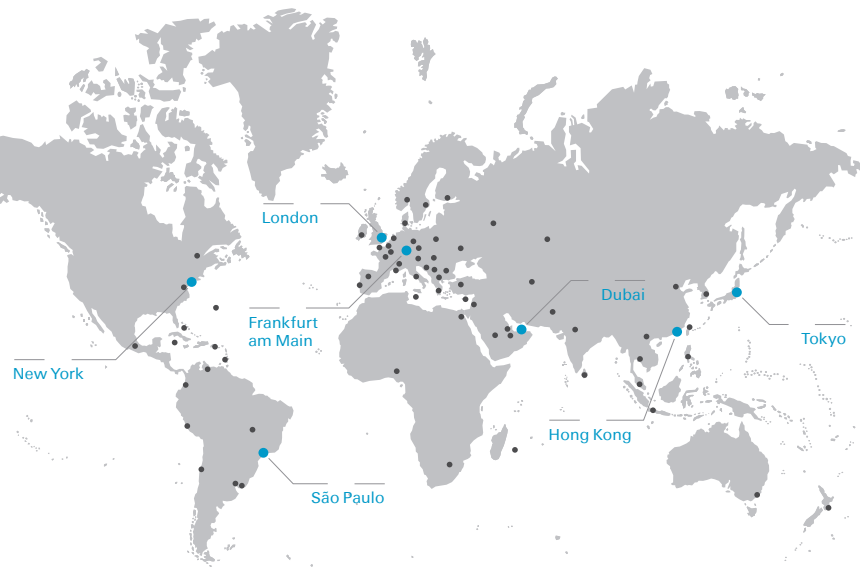 London
Dubai
Frankfurt
am Main
Tokyo
New York
Hong Kong
São Paulo